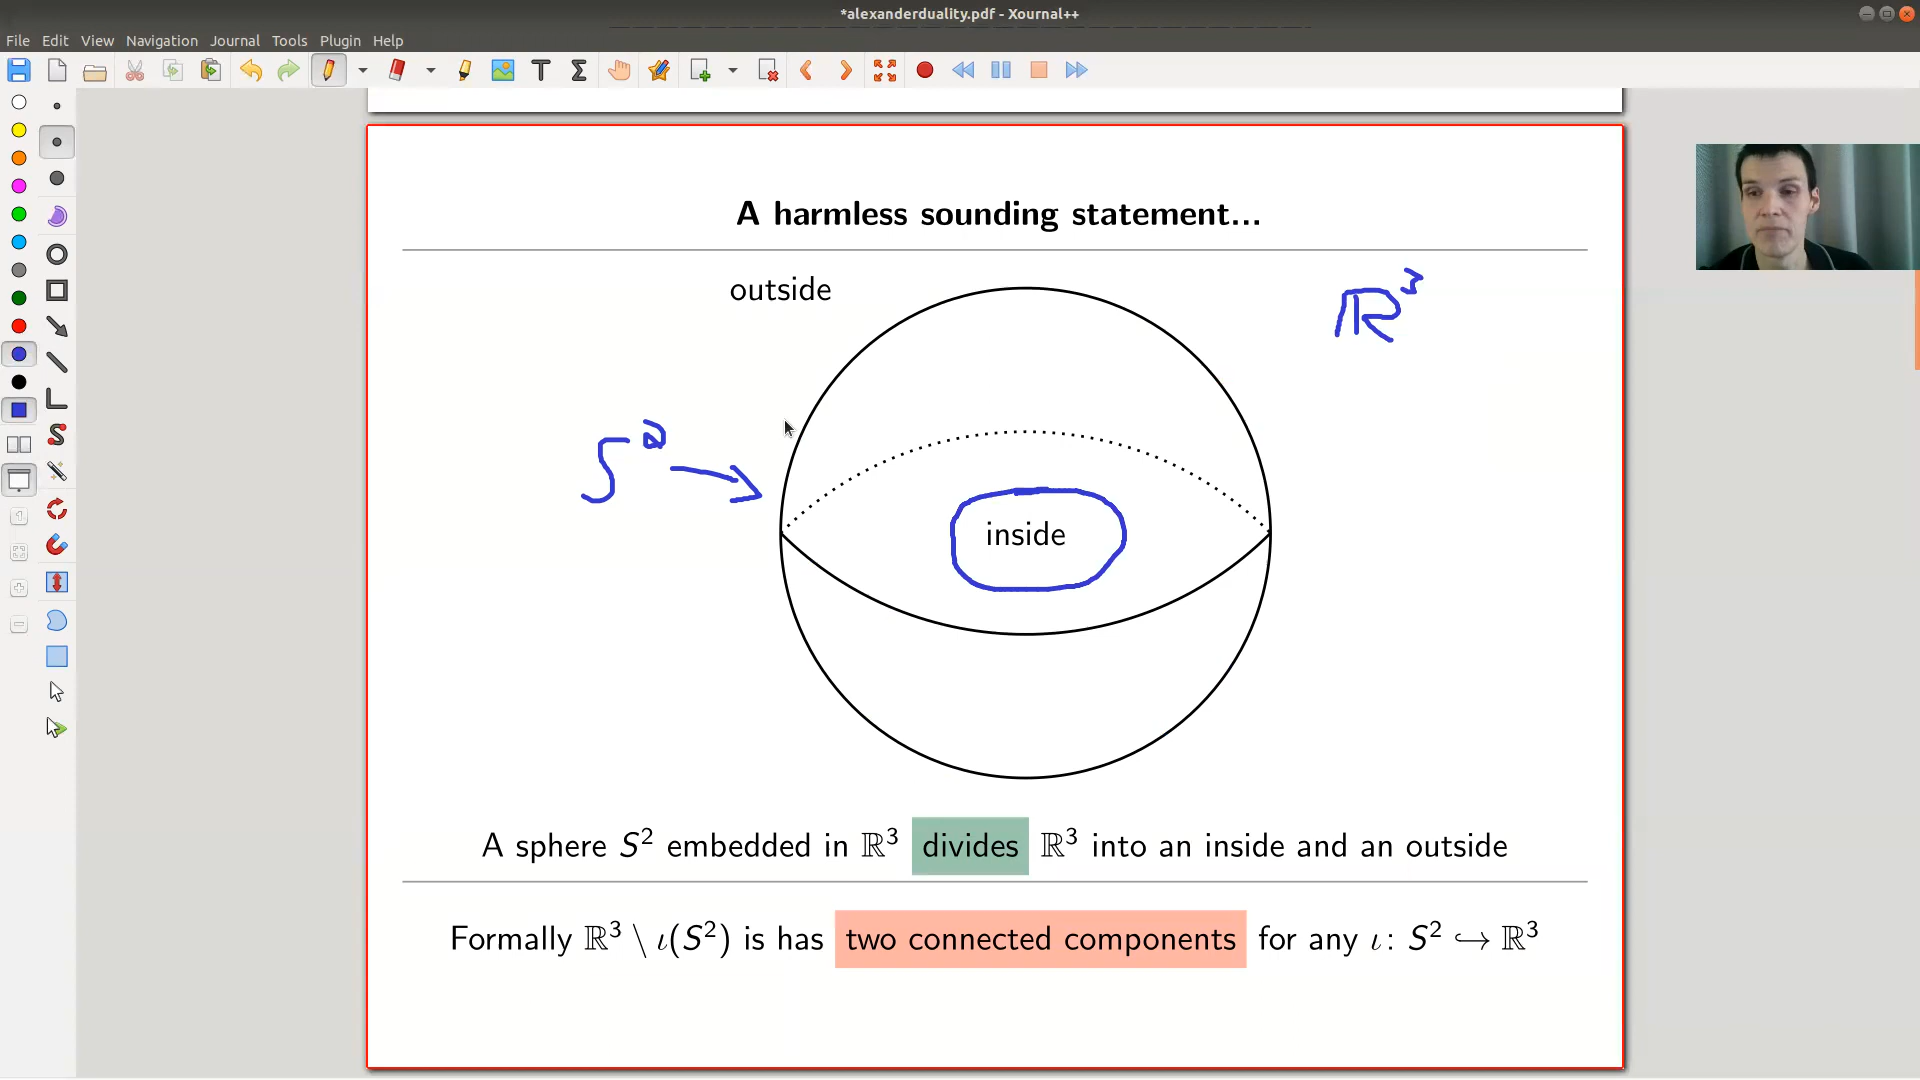 *alexanderduality.pdf - Xournal++
File Edit View Navigation Journal Tools Plugin Help
A harmless sounding statement...
outside
ℝ³
S²
inside
A sphere S² embedded in ℝ³ divides ℝ³ into an inside and an outside
Formally ℝ³ \ ι(S²) is has two connected components for any ι: S² ↪ ℝ³